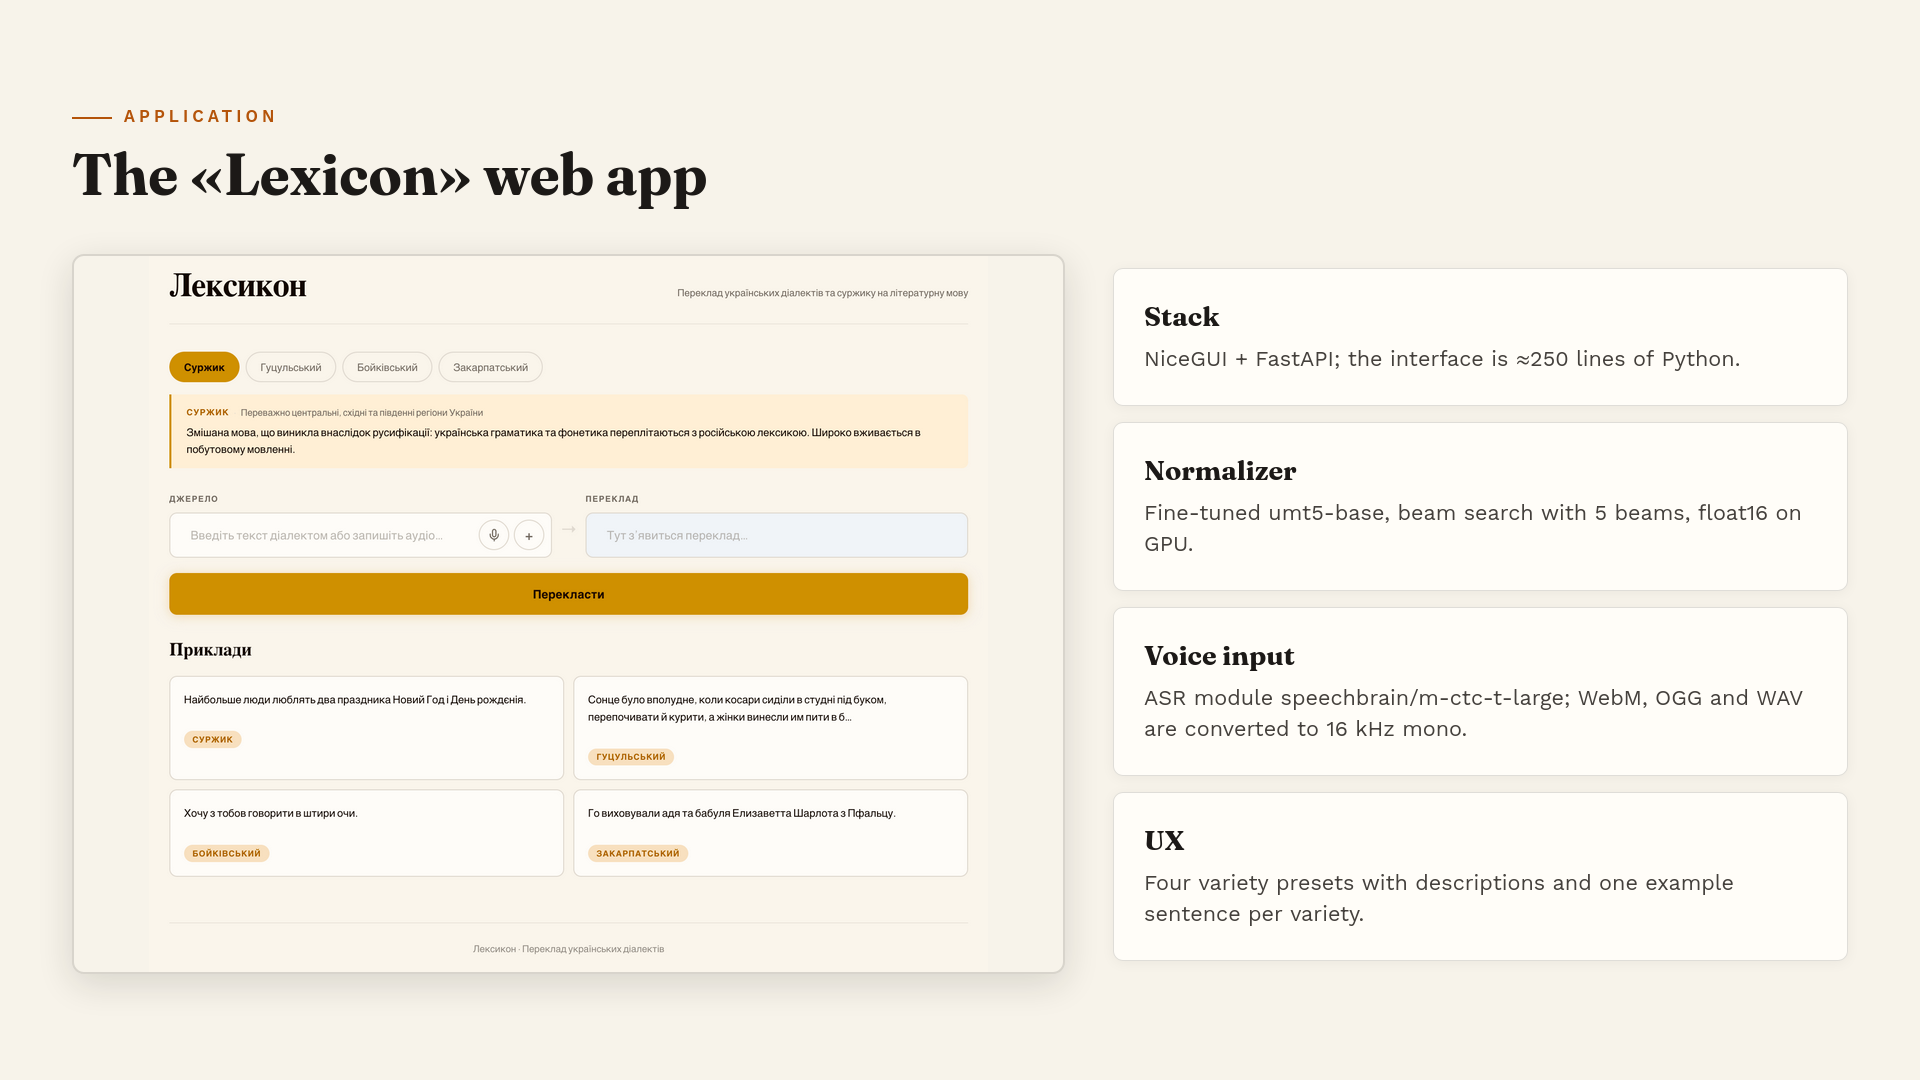 APPLICATION
The «Lexicon» web app
Лексикон
Переклад українських діалектів та суржику на літературну мову
Суржик
Гуцульський
Бойківський
Закарпатський
СУРЖИК Переважно центральні, східні та південні регіони України
Змішана мова, що виникла внаслідок русифікації: українська граматика та фонетика переплітаються з російською лексикою. Широко вживається в
побутовому мовленні.
ДЖЕРЕЛО
ПЕРЕКЛАД
Введіть текст діалектом або запишіть аудіо...
+
→
Тут з'явиться переклад...
Перекласти
Приклади
Найбольше люди люблять два праздника Новий Год і День рождєнія.
СУРЖИК
Сонце було вполудне, коли косари сиділи в студні під буком,
перепочивати й курити, а жінки винесли им пити в б...
ГУЦУЛЬСЬКИЙ
Хочу з тобов говорити в штири очи.
БОЙКІВСЬКИЙ
Го виховували адя та бабуля Елизаветта Шарлота з Пфальцу.
ЗАКАРПАТСЬКИЙ
Лексикон · Переклад українських діалектів
Stack
NiceGUI + FastAPI; the interface is ≈250 lines of Python.
Normalizer
Fine-tuned umt5-base, beam search with 5 beams, float16 on
GPU.
Voice input
ASR module speechbrain/m-ctc-t-large; WebM, OGG and WAV
are converted to 16 kHz mono.
UX
Four variety presets with descriptions and one example
sentence per variety.